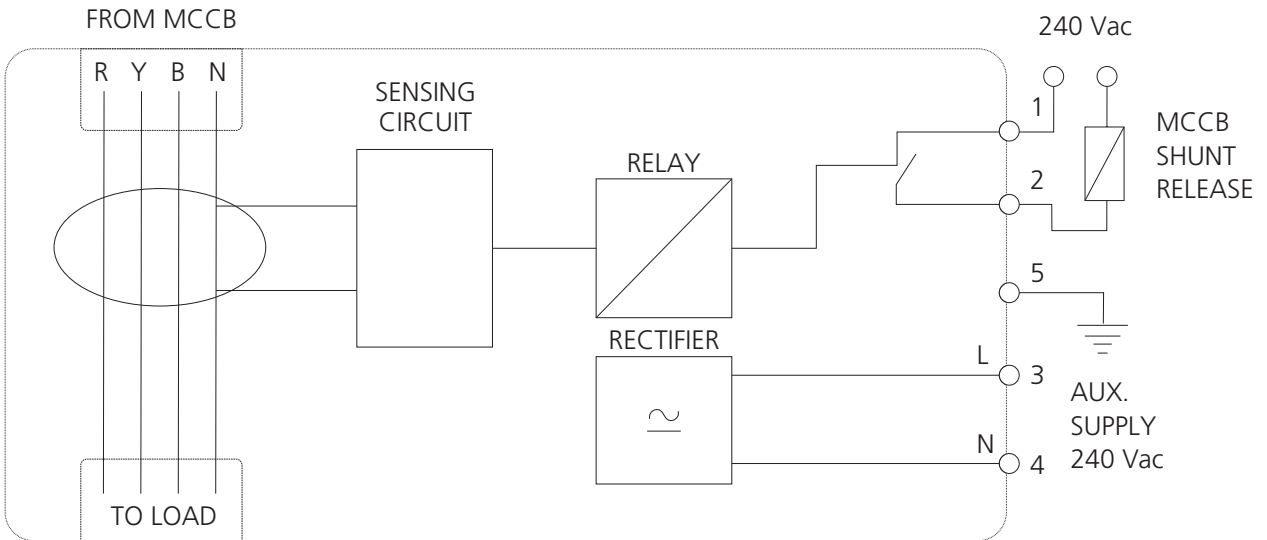 FROM MCCB
R Y B N
SENSING
CIRCUIT
RELAY
RECTIFIER
L
N
TO LOAD
240 Vac
1
2
MCCB
SHUNT
RELEASE
5
3
4
AUX.
SUPPLY
240 Vac